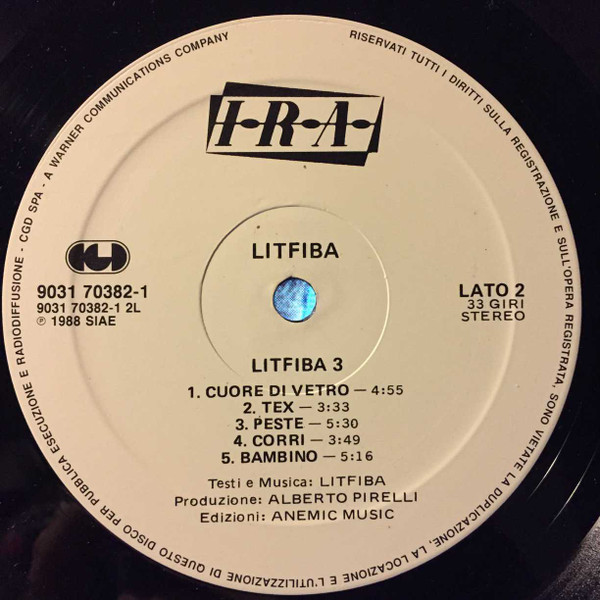 RISERVATI TUTTI I DIRITTI SULLA REGISTRAZIONE E SULL'OPERA REGISTRATA. SONO VIETATE LA DUPLICAZIONE, LA LOCAZIONE E L'UTILIZZAZIONE DI QUESTO DISCO PER PUBBLICA ESECUZIONE E RADIODIFFUSIONE - CGD SPA - A WARNER COMMUNICATIONS COMPANY
I·R·A·
LITFIBA
CGD
9031 70382-1
9031 70382-1 2L
℗ 1988 SIAE
LATO 2
33 GIRI
STEREO
LITFIBA 3
1. CUORE DI VETRO — 4:55
2. TEX — 3:33
3. PESTE — 5:30
4. CORRI — 3:49
5. BAMBINO — 5:16
Testi e Musica: LITFIBA
Produzione: ALBERTO PIRELLI
Edizioni: ANEMIC MUSIC